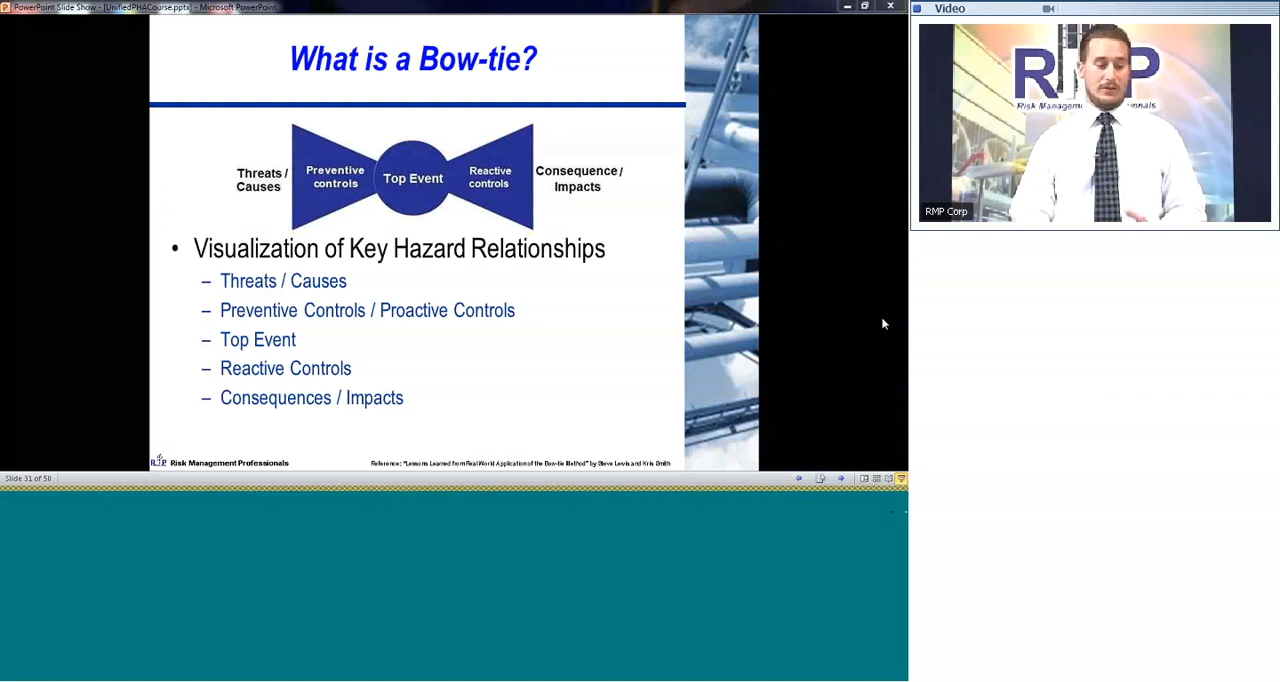 PowerPoint Slide Show - [UnifiedPHACourse.pptx] - Microsoft PowerPoint
What is a Bow-tie?
Threats /
Causes
Preventive
controls
Top Event
Reactive
controls
Consequence /
Impacts
• Visualization of Key Hazard Relationships
– Threats / Causes
– Preventive Controls / Proactive Controls
– Top Event
– Reactive Controls
– Consequences / Impacts
Risk Management Professionals
Reference: "Lessons Learned from Real World Application of the Bow-tie Method" by Steve Lewis and Kris Smith
Slide 31 of 50
Video
R P
Risk Managem
essionals
RMP Corp